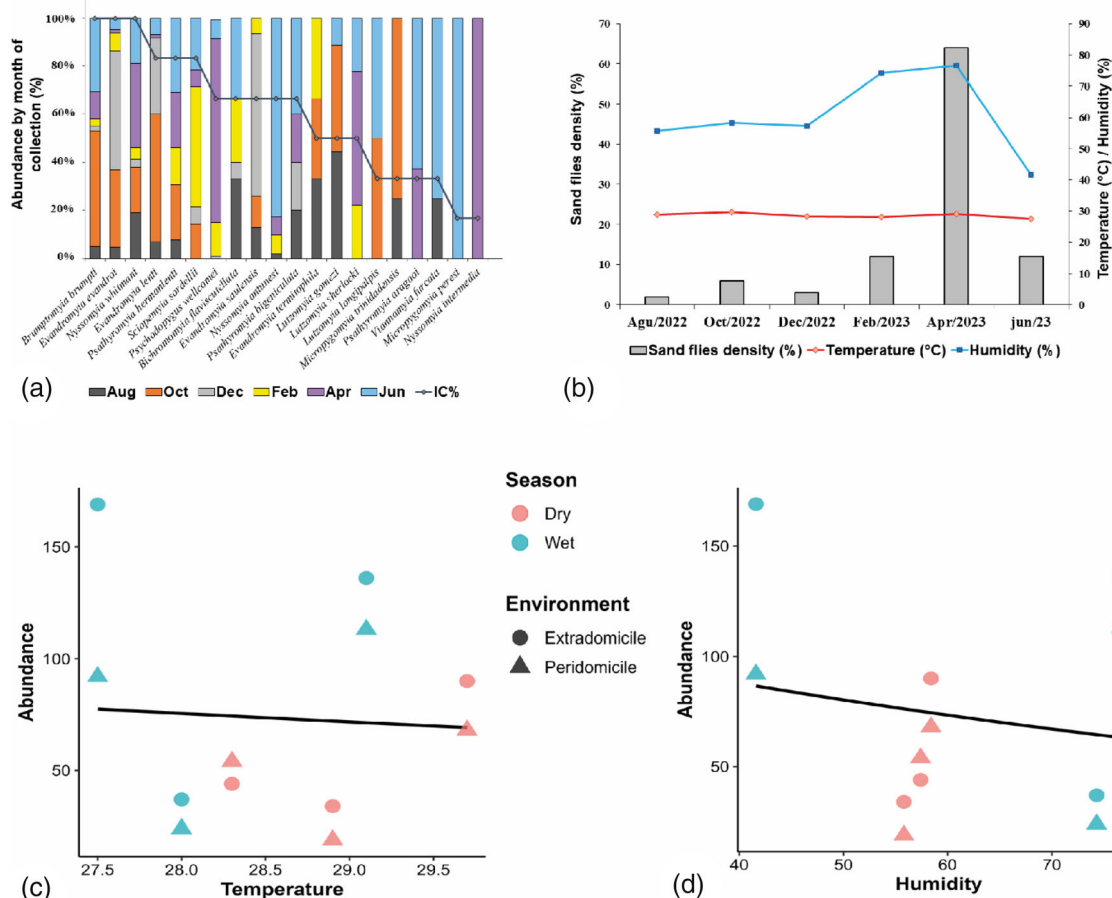 Abundance by month of
collection (%)
100%
80%
60%
40%
20%
0%
Brumptomyia brumpti
Evandromyia evandroi
Nyssomyia whitmani
Evandromyia lenti
Psathyromyia hermanlenti
Sciopemyia sordellii
Psychodopygus wellcomei
Bichromomyia flaviscutellata
Evandromyia saulensis
Nyssomyia antunesi
Psathyromyia bigeniculata
Evandromyia termitophila
Lutzomyia gomezi
Lutzomyia sherlocki
Lutzomyia longipalpis
Micropygomyia trinidadensis
Psathyromyia aragaoi
Viannamyia furcata
Micropygomyia peresi
Nyssomyia intermedia
(a)
Aug Oct Dec Feb Apr Jun IC%
Sand flies density (%)
70
60
50
40
30
20
10
0
90
80
70
60
50
40
30
20
10
0
Temperature (°C) / Humidity (%)
Agu/2022 Oct/2022 Dec/2022 Feb/2023 Apr/2023 jun/23
Sand flies density (%) Temperature (°C) Humidity (%)
(b)
Abundance
150
100
50
27.5 28.0 28.5 29.0 29.5
Temperature
(c)
Season
Dry
Wet
Environment
Extradomicile
Peridomicile
Abundance
150
100
50
40 50 60 70
Humidity
(d)